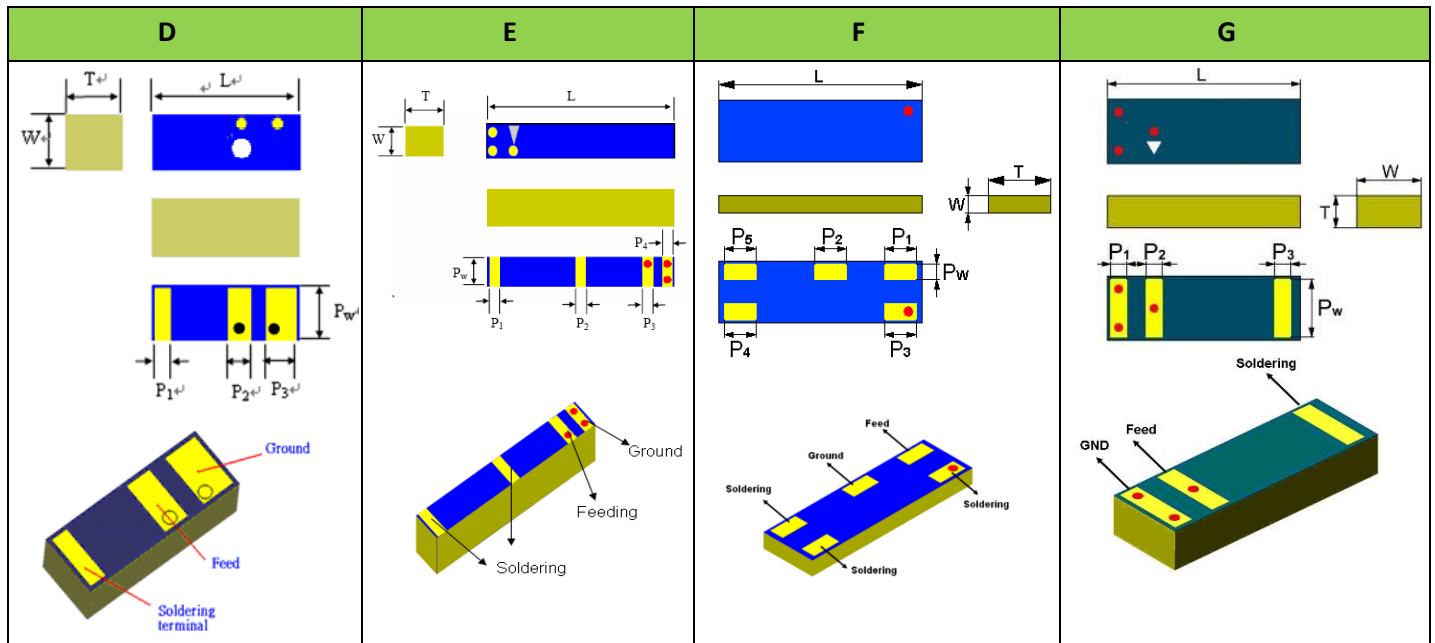 D
E
F
G
T↵
L↵
↵
W↵
Pw↵
P1↵
P2↵
P3↵
Ground
Feed
Soldering
terminal
T
L
W
P4
Pw
P1
P2
P3
Ground
Feeding
Soldering
L
T
W
P5
P2
P1
Pw
P4
P3
Feed
Ground
Soldering
Soldering
Soldering
L
W
T
P1
P2
P3
Pw
Soldering
Feed
GND